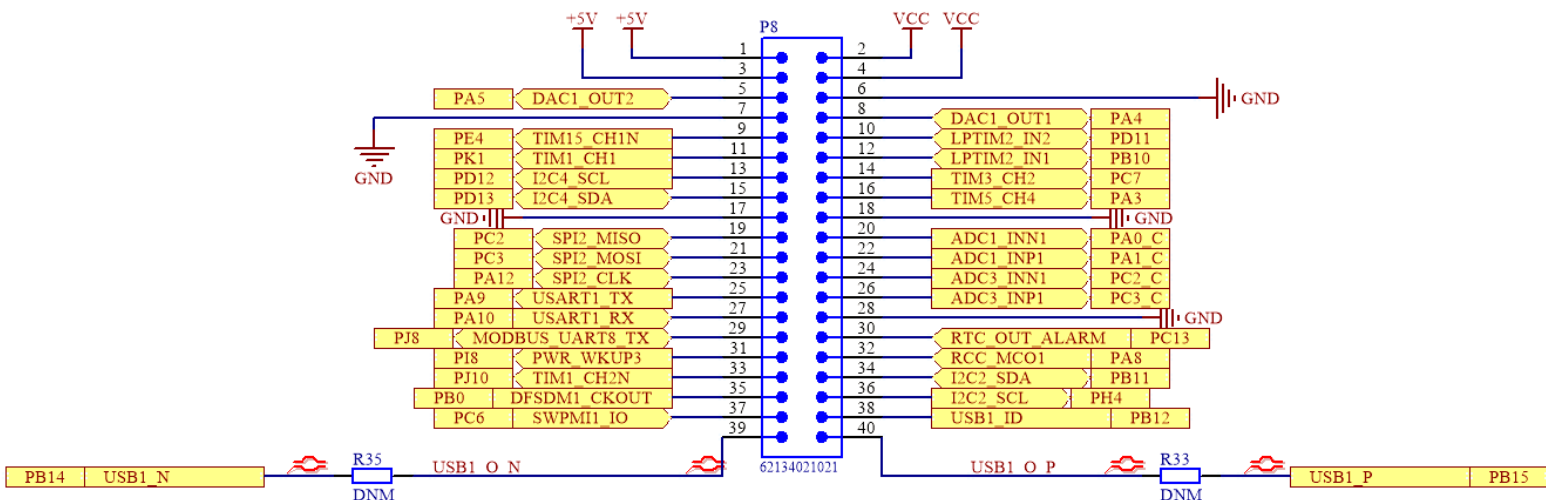 +5V +5V P8 VCC VCC
1 2
3 4
PA5 DAC1_OUT2 5 6 GND
7 8 DAC1_OUT1 PA4
PE4 TIM15_CH1N 9 10 LPTIM2_IN2 PD11
PK1 TIM1_CH1 11 12 LPTIM2_IN1 PB10
GND PD12 I2C4_SCL 13 14 TIM3_CH2 PC7
PD13 I2C4_SDA 15 16 TIM5_CH4 PA3
GND 17 18 GND
PC2 SPI2_MISO 19 20 ADC1_INN1 PA0_C
PC3 SPI2_MOSI 21 22 ADC1_INP1 PA1_C
PA12 SPI2_CLK 23 24 ADC3_INN1 PC2_C
PA9 USART1_TX 25 26 ADC3_INP1 PC3_C
PA10 USART1_RX 27 28 GND
PJ8 MODBUS_UART8_TX 29 30 RTC_OUT_ALARM PC13
PI8 PWR_WKUP3 31 32 RCC_MCO1 PA8
PJ10 TIM1_CH2N 33 34 I2C2_SDA PB11
PB0 DFSDM1_CKOUT 35 36 I2C2_SCL PH4
PC6 SWPMI1_IO 37 38 USB1_ID PB12
39 40
R35 USB1_O_N 62134021021 USB1_O_P R33
PB14 USB1_N USB1_P PB15
DNM DNM